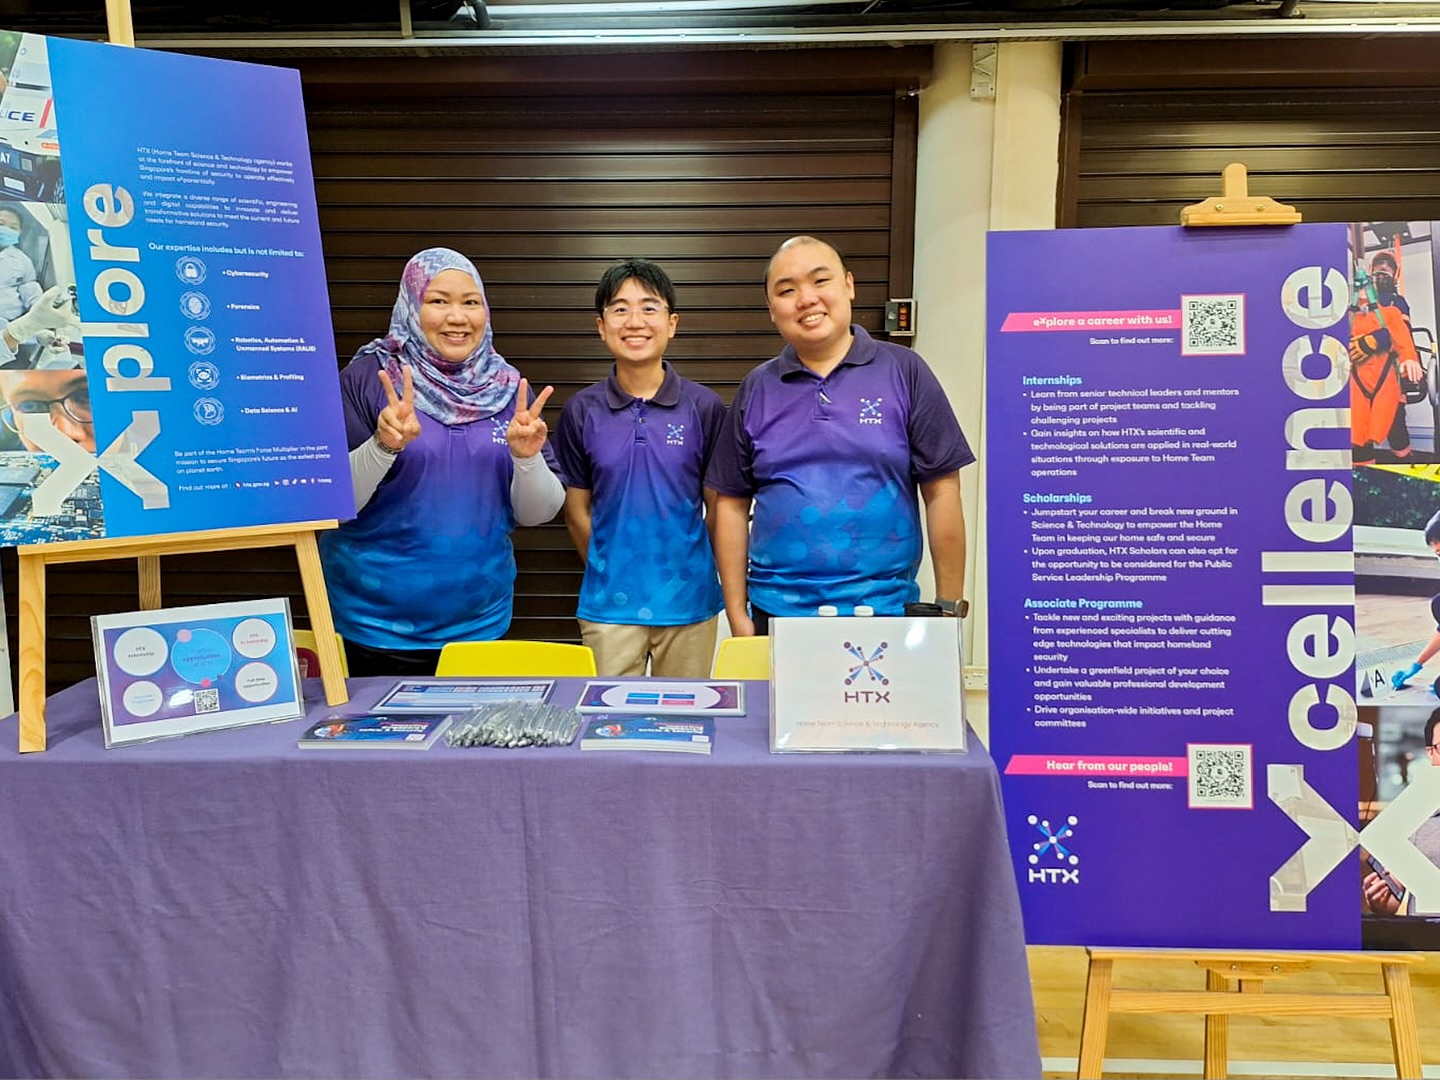 HTX (Home Team Science & Technology agency) works
at the forefront of science and technology to empower
Singapore's frontline of security to operate effectively
and impact eXponentially.
We integrate a diverse range of scientific, engineering
and digital capabilities to innovate and deliver
transformative solutions to meet the current and future
needs for homeland security.
Our expertise includes but is not limited to:
• Cybersecurity
• Forensics
• Robotics, Automation &
Unmanned Systems (RAUS)
• Biometrics & Profiling
• Data Science & AI
Be part of the Home Team's Force Multiplier in the joint
mission to secure Singapore's future as the safest place
on planet earth.
Find out more at : htx.gov.sg
Xplore
A7
HTX
HTX
HTX
HTX
Internship
HTX
Home Team Science & Technology Agency
eXplore a career with us!
Scan to find out more:
Internships
• Learn from senior technical leaders and mentors
by being part of project teams and tackling
challenging projects
• Gain insights on how HTX's scientific and
technological solutions are applied in real-world
situations through exposure to Home Team
operations
Scholarships
• Jumpstart your career and break new ground in
Science & Technology to empower the Home
Team in keeping our home safe and secure
• Upon graduation, HTX Scholars can also opt for
the opportunity to be considered for the Public
Service Leadership Programme
Associate Programme
• Tackle new and exciting projects with guidance
from experienced specialists to deliver cutting
edge technologies that impact homeland
security
• Undertake a greenfield project of your choice
and gain valuable professional development
opportunities
• Drive organisation-wide initiatives and project
committees
Hear from our people!
Scan to find out more:
HTX
Xcellence
A